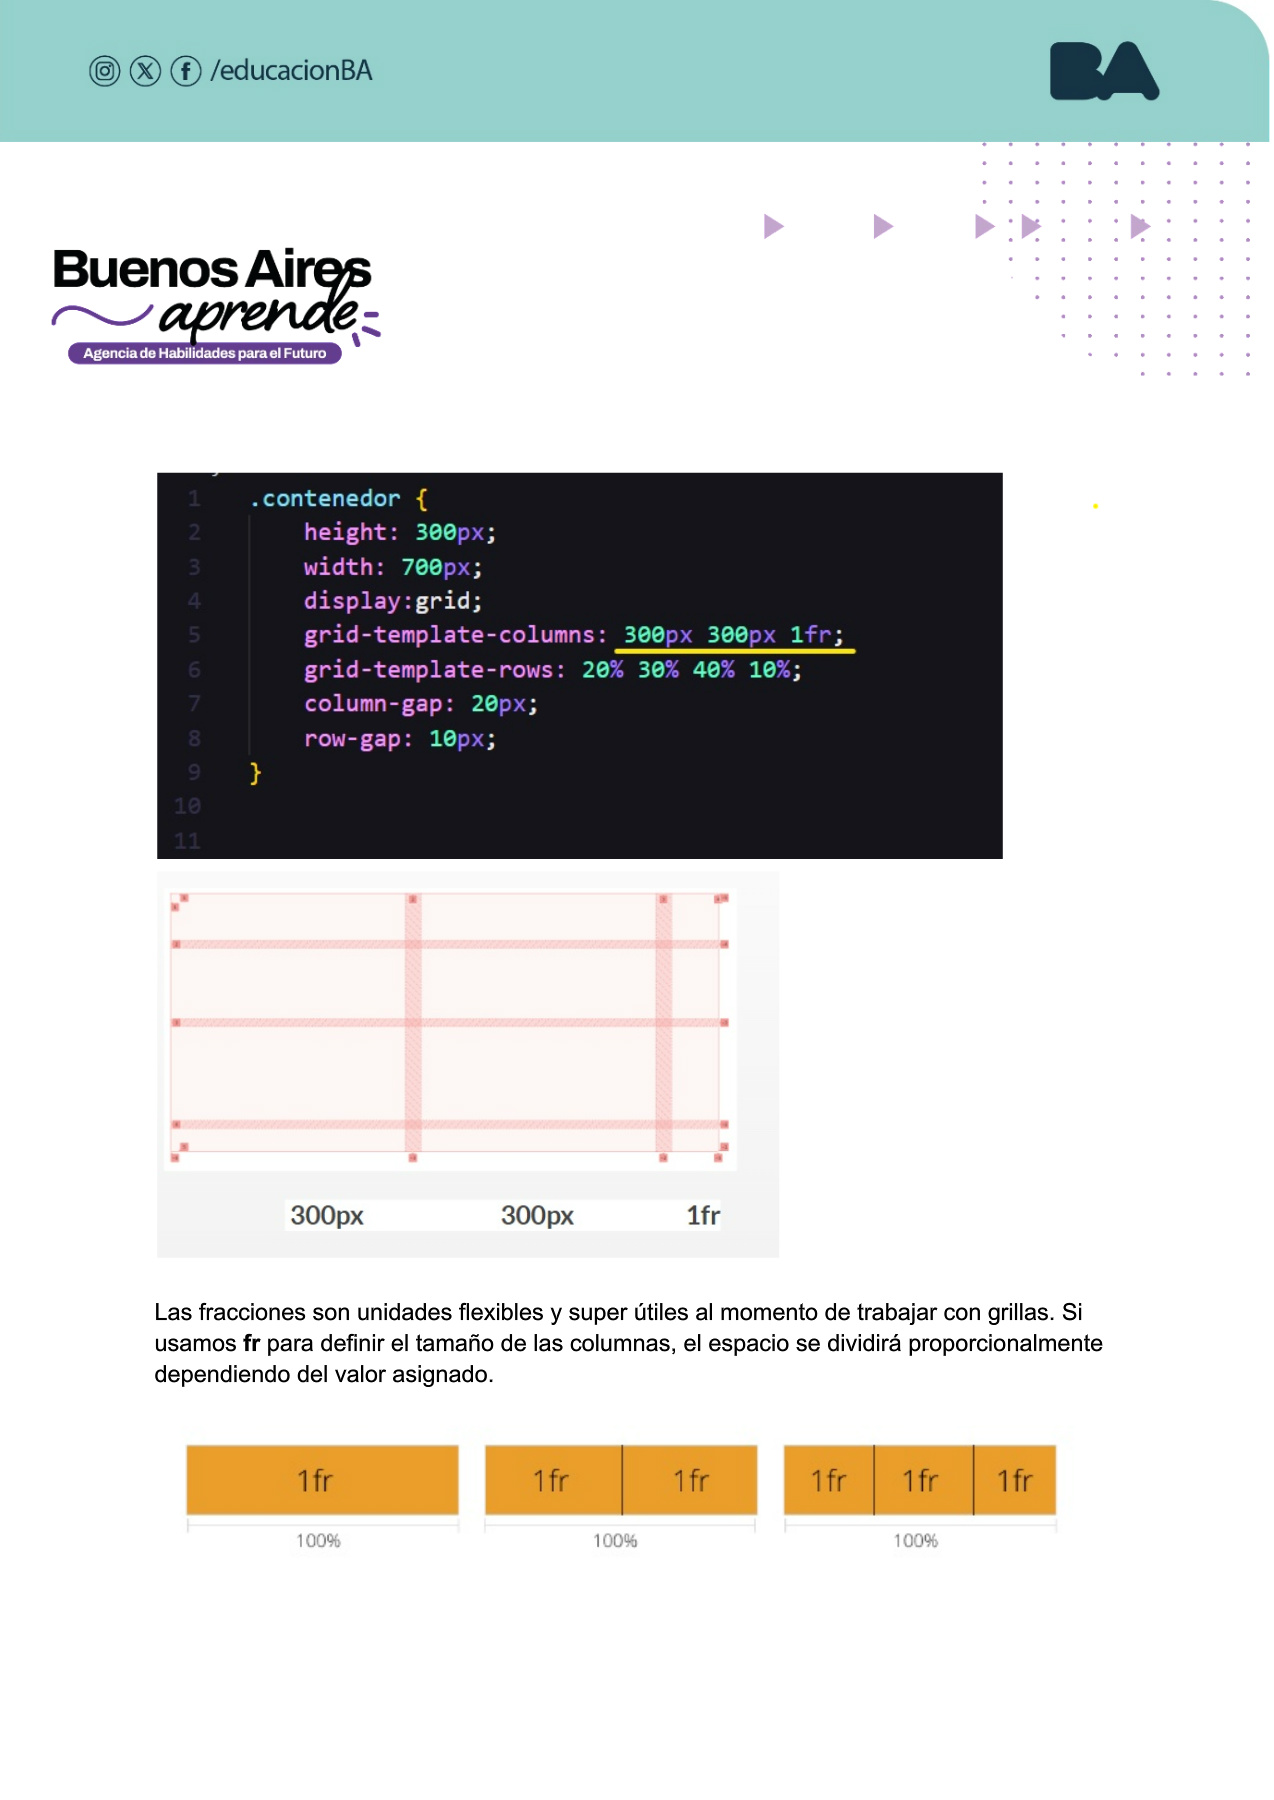 /educacionBA
BA
Buenos Aires
aprende
Agencia de Habilidades para el Futuro
1 .contenedor {
2 height: 300px;
3 width: 700px;
4 display:grid;
5 grid-template-columns: 300px 300px 1fr;
6 grid-template-rows: 20% 30% 40% 10%;
7 column-gap: 20px;
8 row-gap: 10px;
9 }
10
11
300px 300px 1fr
Las fracciones son unidades flexibles y super útiles al momento de trabajar con grillas. Si
usamos fr para definir el tamaño de las columnas, el espacio se dividirá proporcionalmente
dependiendo del valor asignado.
1fr 1fr 1fr 1fr 1fr 1fr
100% 100% 100%